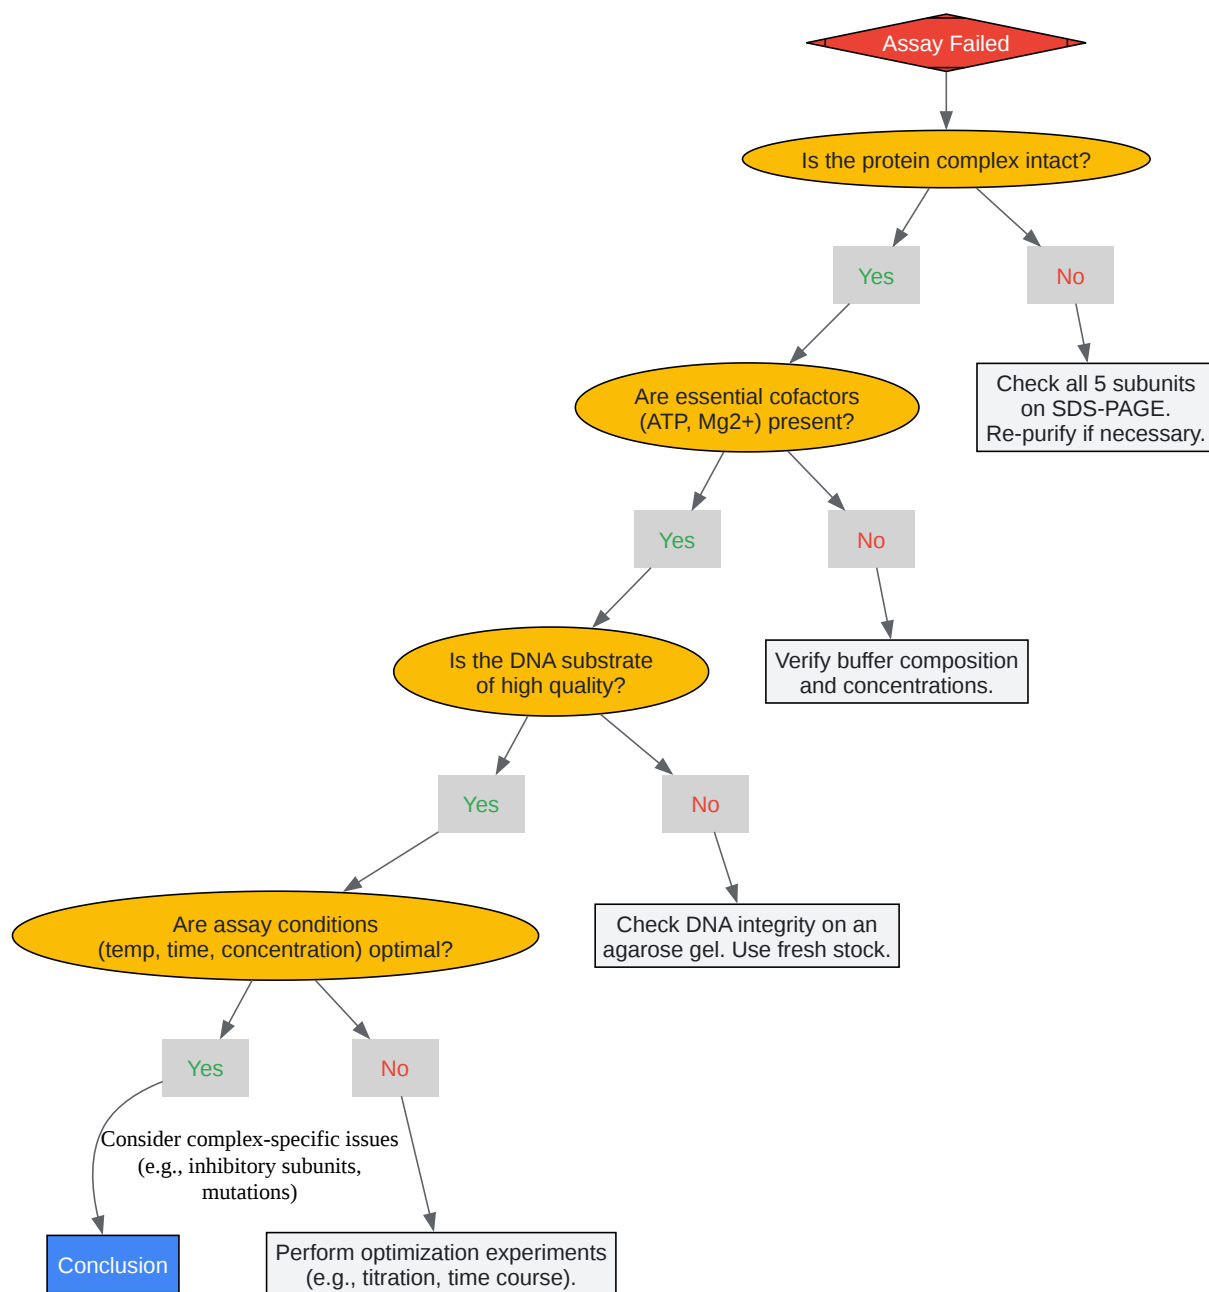 Assay Failed
Is the protein complex intact?
Yes
No
Check all 5 subunits
on SDS-PAGE.
Re-purify if necessary.
Are essential cofactors
(ATP, Mg2+) present?
Yes
No
Verify buffer composition
and concentrations.
Is the DNA substrate
of high quality?
Yes
No
Check DNA integrity on an
agarose gel. Use fresh stock.
Are assay conditions
(temp, time, concentration) optimal?
Yes
No
Consider complex-specific issues
(e.g., inhibitory subunits,
mutations)
Conclusion
Perform optimization experiments
(e.g., titration, time course).